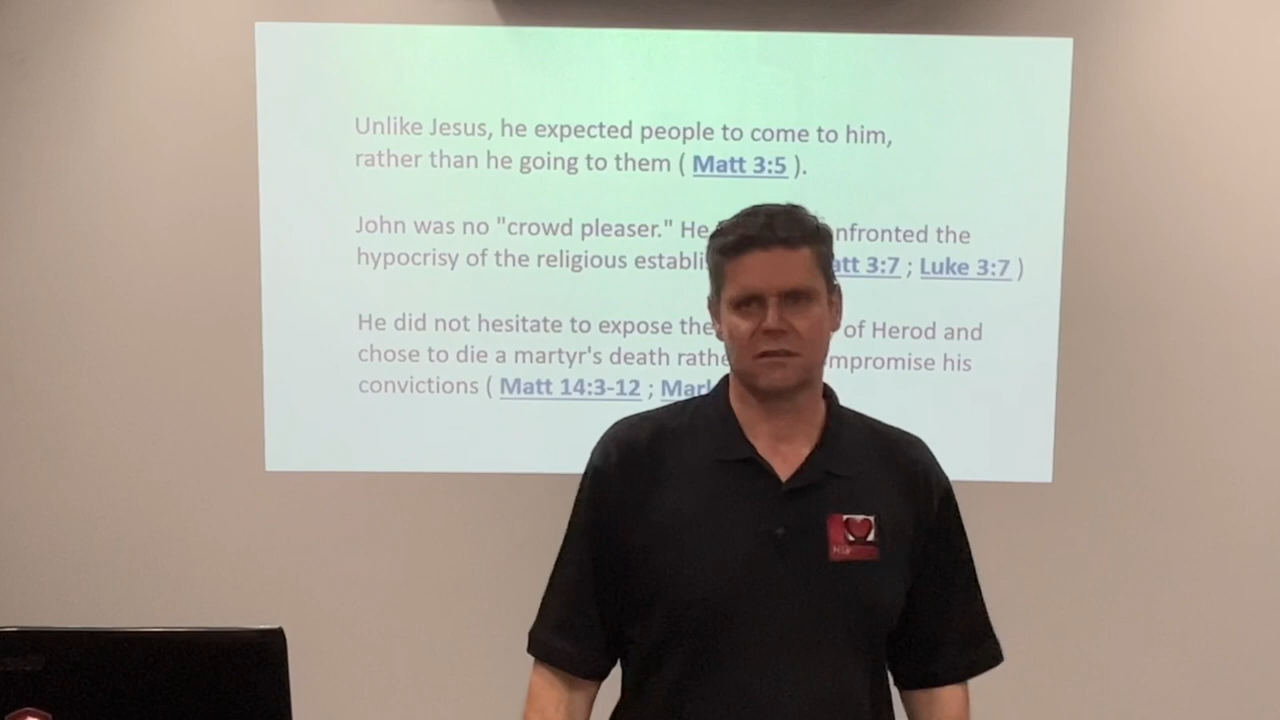 Unlike Jesus, he expected people to come to him,
rather than he going to them ( Matt 3:5 ).
John was no "crowd pleaser." He nfronted the
hypocrisy of the religious establi att 3:7 ; Luke 3:7 )
He did not hesitate to expose the of Herod and
chose to die a martyr's death rathe ompromise his
convictions ( Matt 14:3-12 ; Mar